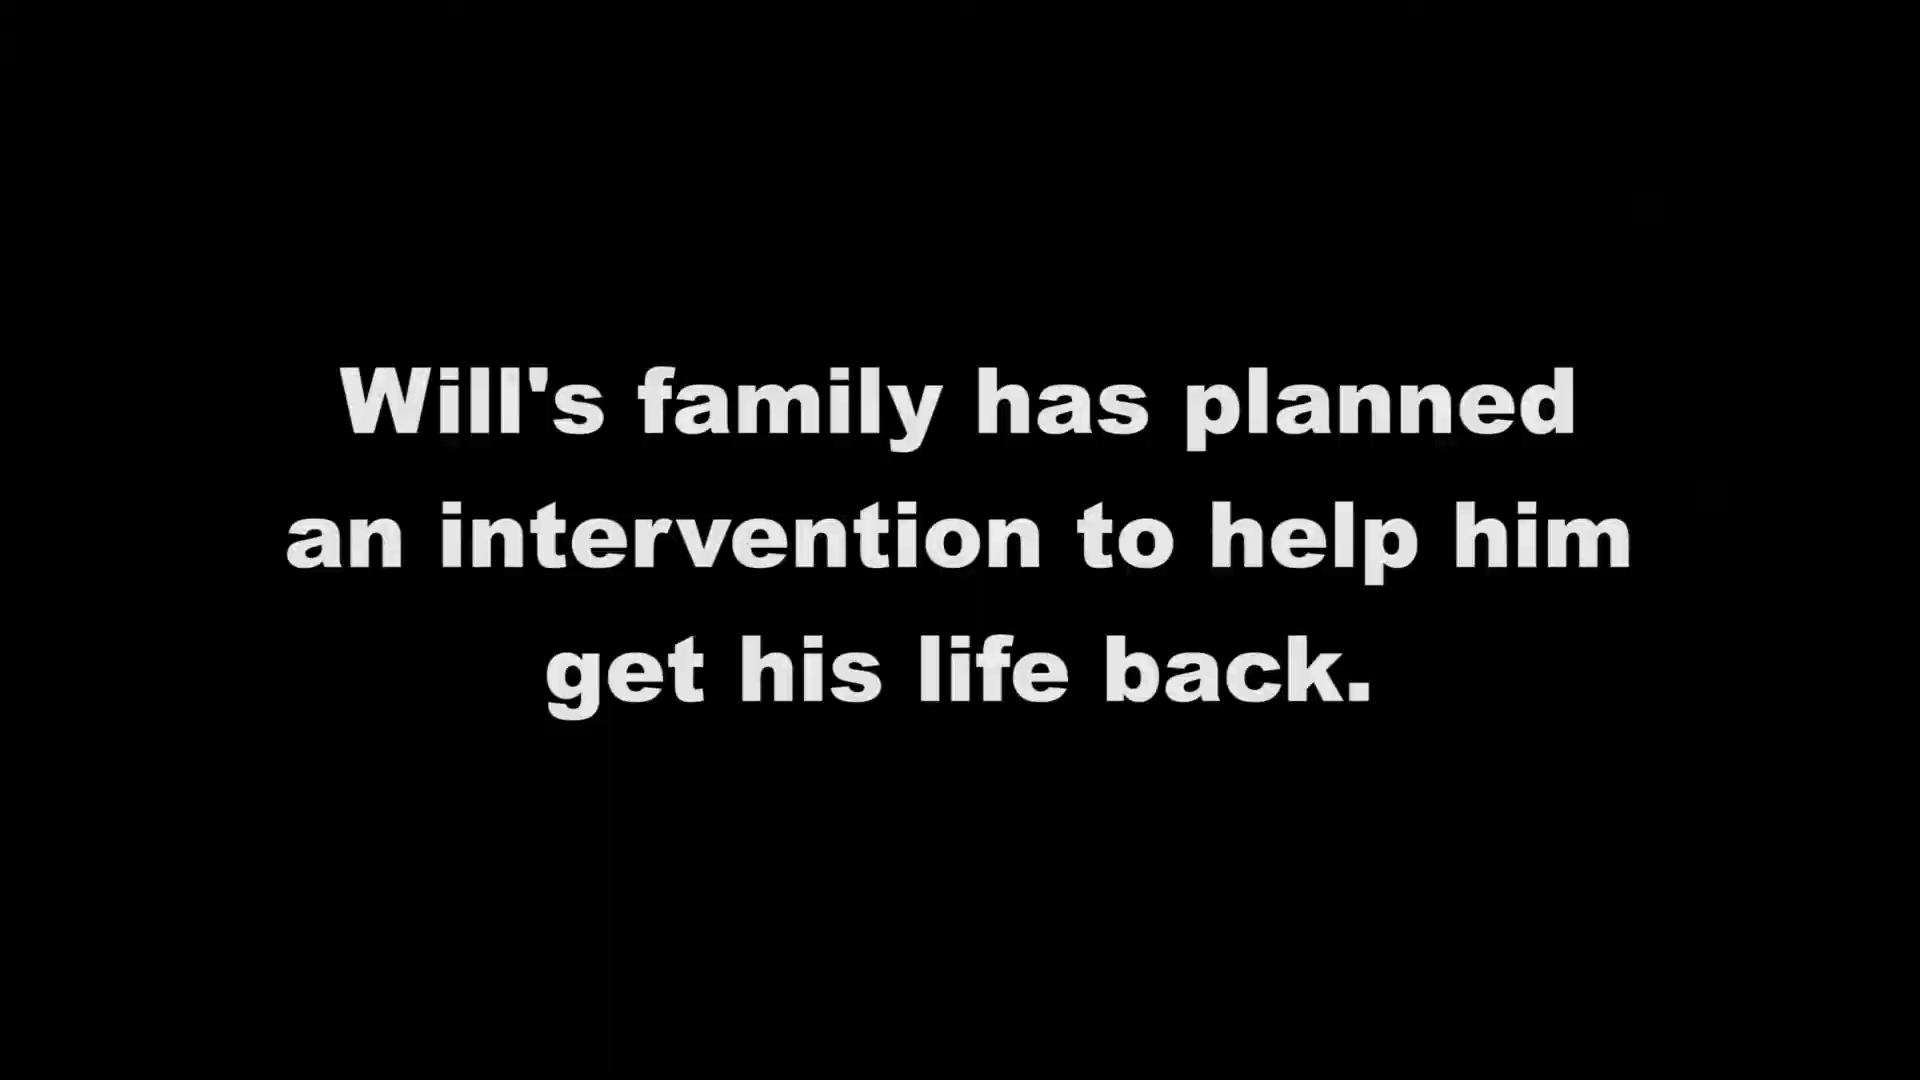 Will's family has planned
an intervention to help him
get his life back.